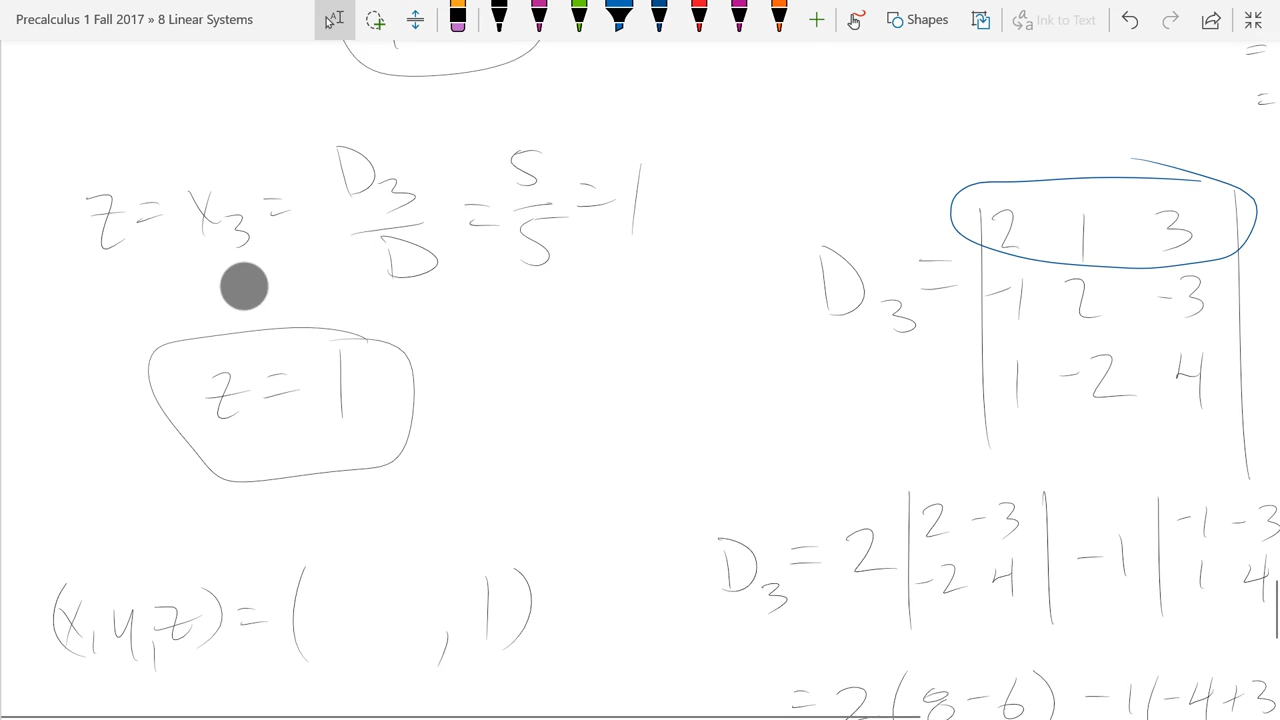 Precalculus 1 Fall 2017 » 8 Linear Systems
Shapes
Ink to Text
=
=
z = x₃ = D₃/D = 5/5 = 1
z = 1
(x, y, z) = ( , 1)
D₃ = | 2 1 3 |
| -1 2 -3 |
| 1 -2 4 |
D₃ = 2 | 2 -3 | - 1 | -1 -3
| -2 4 | | 1 4
= 2(8-6) - 1(-4+3